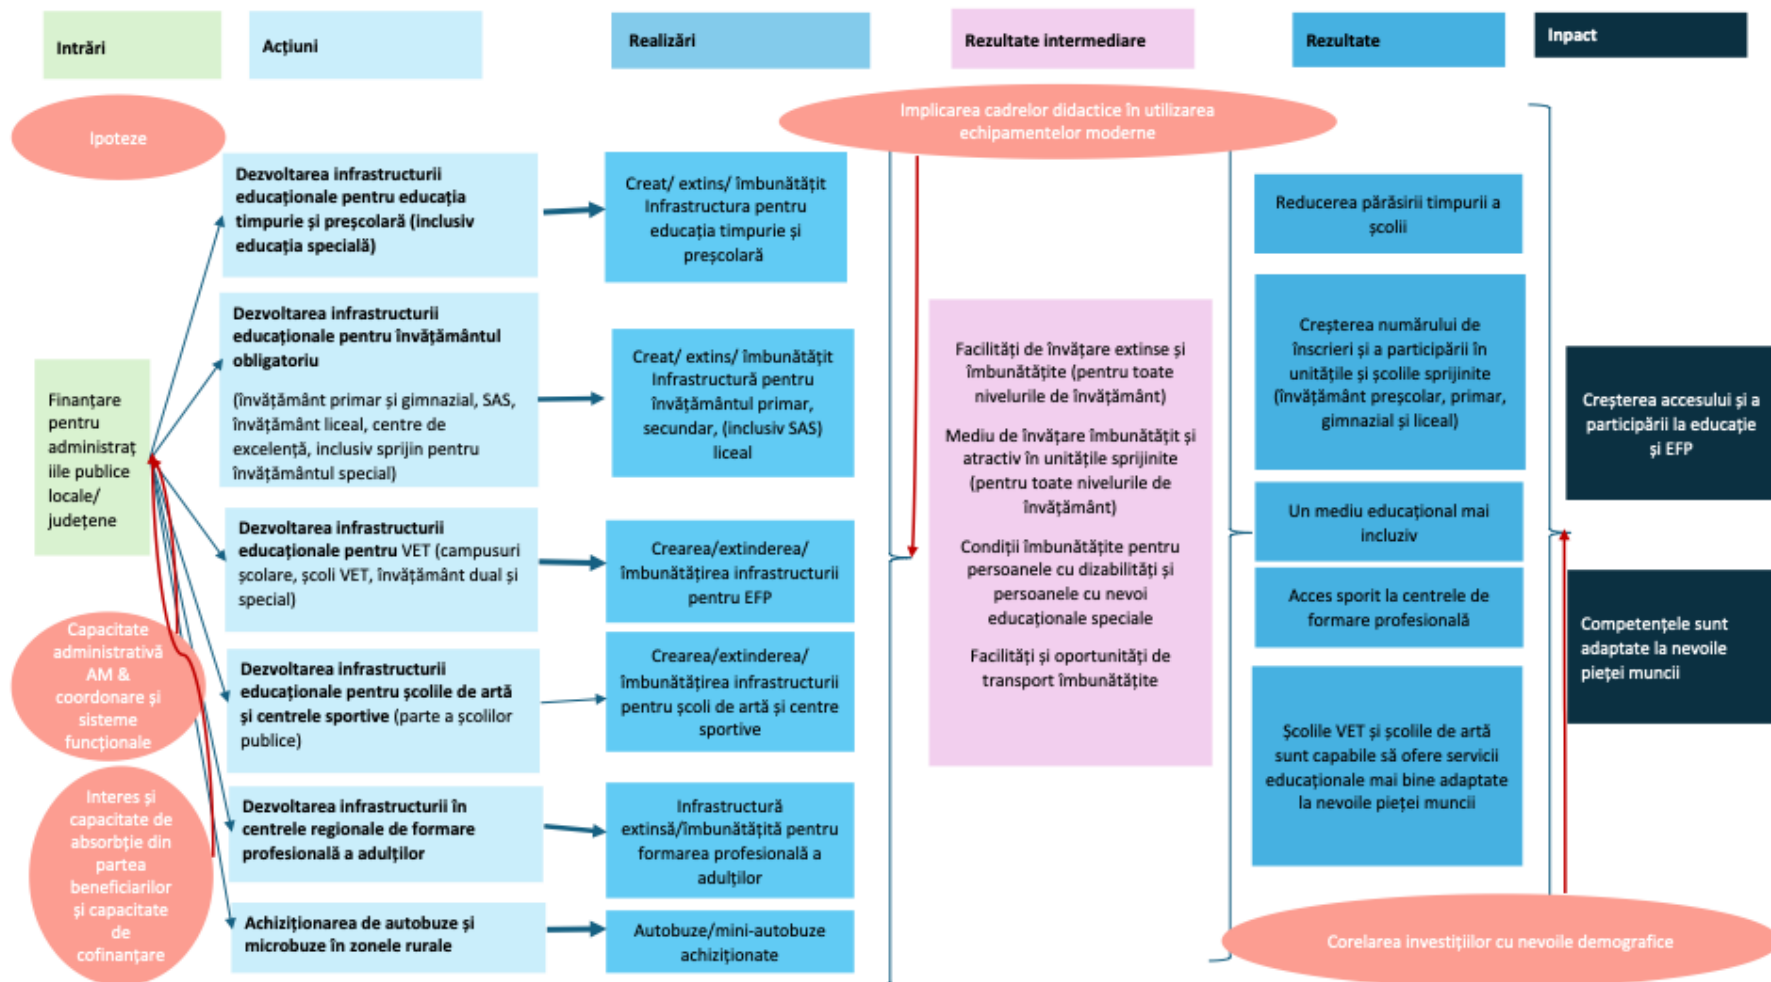 Intrări
Acțiuni
Realizări
Rezultate intermediare
Rezultate
Inpact
Ipoteze
Implicarea cadrelor didactice în utilizarea
echipamentelor moderne
Finanțare
pentru
administraț
iile publice
locale/
județene
Capacitate
administrativă
AM &
coordonare și
sisteme
funcționale
Interes și
capacitate de
absorbție din
partea
beneficiarilor
și capacitate
de
cofinanțare
Dezvoltarea infrastructurii
educaționale pentru educația
timpurie și preșcolară (inclusiv
educația specială)
Dezvoltarea infrastructurii
educaționale pentru învățământul
obligatoriu
(învățământ primar și gimnazial, SAS,
învățământ liceal, centre de
excelență, inclusiv sprijin pentru
învățământul special)
Dezvoltarea infrastructurii
educaționale pentru VET (campusuri
școlare, școli VET, învățământ dual și
special)
Dezvoltarea infrastructurii
educaționale pentru școlile de artă
și centrele sportive (parte a școlilor
publice)
Dezvoltarea infrastructurii în
centrele regionale de formare
profesională a adulților
Achiziționarea de autobuze și
microbuze în zonele rurale
Creat/ extins/ îmbunătățit
Infrastructura pentru
educația timpurie și
preșcolară
Creat/ extins/ îmbunătățit
Infrastructură pentru
învățământul primar,
secundar, (inclusiv SAS)
liceal
Crearea/extinderea/
îmbunătățirea infrastructurii
pentru EFP
Crearea/extinderea/
îmbunătățirea infrastructurii
pentru școli de artă și centre
sportive
Infrastructură
extinsă/îmbunătățită pentru
formarea profesională a
adulților
Autobuze/mini-autobuze
achiziționate
Facilități de învățare extinse și
îmbunătățite (pentru toate
nivelurile de învățământ)
Mediu de învățare îmbunătățit și
atractiv în unitățile sprijinite
(pentru toate nivelurile de
învățământ)
Condiții îmbunătățite pentru
persoanele cu dizabilități și
persoanele cu nevoi
educaționale speciale
Facilități și oportunități de
transport îmbunătățite
Reducerea părăsirii timpurii a
școlii
Creșterea numărului de
înscrieri și a participării în
unitățile și școlile sprijinite
(învățământ preșcolar, primar,
gimnazial și liceal)
Un mediu educațional mai
incluziv
Acces sporit la centrele de
formare profesională
Școlile VET și școlile de artă
sunt capabile să ofere servicii
educaționale mai bine adaptate
la nevoile pieței muncii
Corelarea investițiilor cu nevoile demografice
Creșterea accesului și a
participării la educație
și EFP
Competențele sunt
adaptate la nevoile
pieței muncii